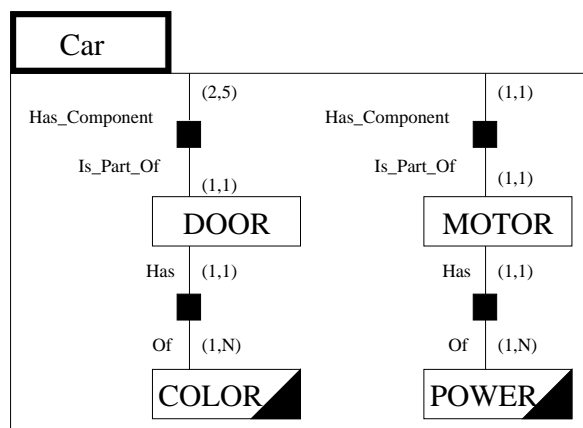 Car
(2,5) (1,1)
Has_Component Has_Component
Is_Part_Of Is_Part_Of
(1,1) (1,1)
DOOR MOTOR
Has (1,1) Has (1,1)
Of (1,N) Of (1,N)
COLOR POWER